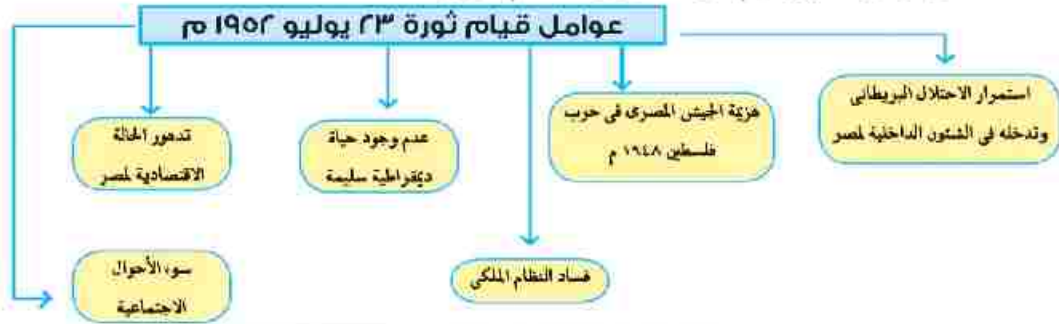 عوامل قيام ثورة ٢٣ يوليو ١٩٥٢ م
استمرار الاحتلال البريطانى
وتدخله فى الشئون الداخلية لمصر
هزيمة الجيش المصرى فى حرب
فلسطين ١٩٤٨ م
عدم وجود حياة
ديمقراطية سليمة
تدهور الحالة
الاقتصادية لمصر
فساد النظام الملكى
سوء الأحوال
الاجتماعية